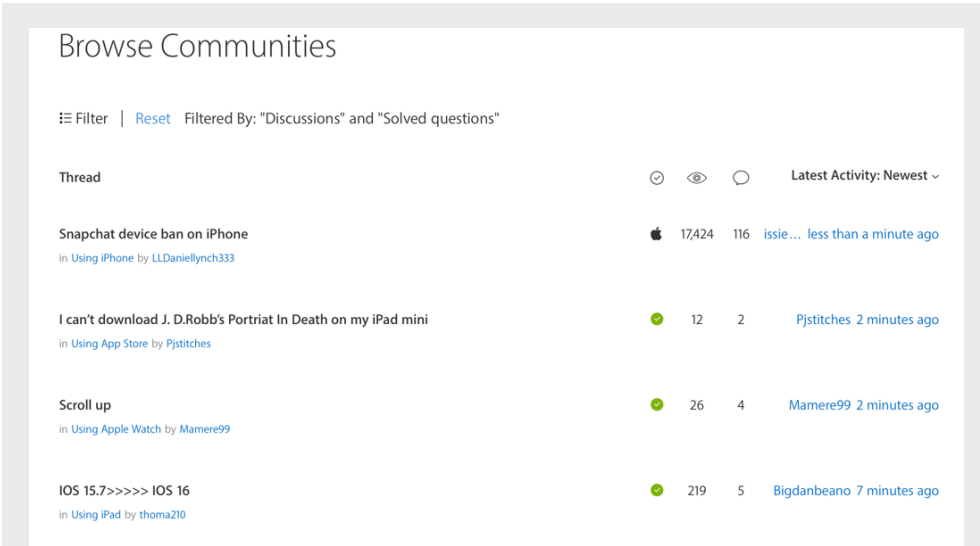 Browse Communities
Filter | Reset Filtered By: "Discussions" and "Solved questions"
Thread Latest Activity: Newest
Snapchat device ban on iPhone 17,424 116 issie... less than a minute ago
in Using iPhone by LLDaniellynch333
I can't download J. D.Robb's Portriat In Death on my iPad mini 12 2 Pjstitches 2 minutes ago
in Using App Store by Pjstitches
Scroll up 26 4 Mamere99 2 minutes ago
in Using Apple Watch by Mamere99
IOS 15.7>>>>> IOS 16 219 5 Bigdanbeano 7 minutes ago
in Using iPad by thoma210